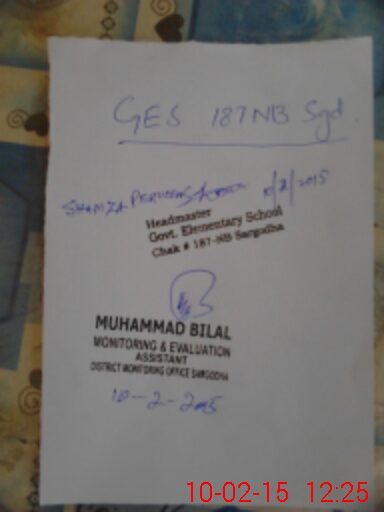 GES 187NB Sgd.
SHAMZA PERVEEN 10/2/2015
Headmaster
Govt. Elementary School
Chak # 187-NB Sargodha
MUHAMMAD BILAL
MONITORING & EVALUATION
ASSISTANT
DISTRICT MONITORING OFFICE SARGODHA
10-2-2015
10-02-15 12:25